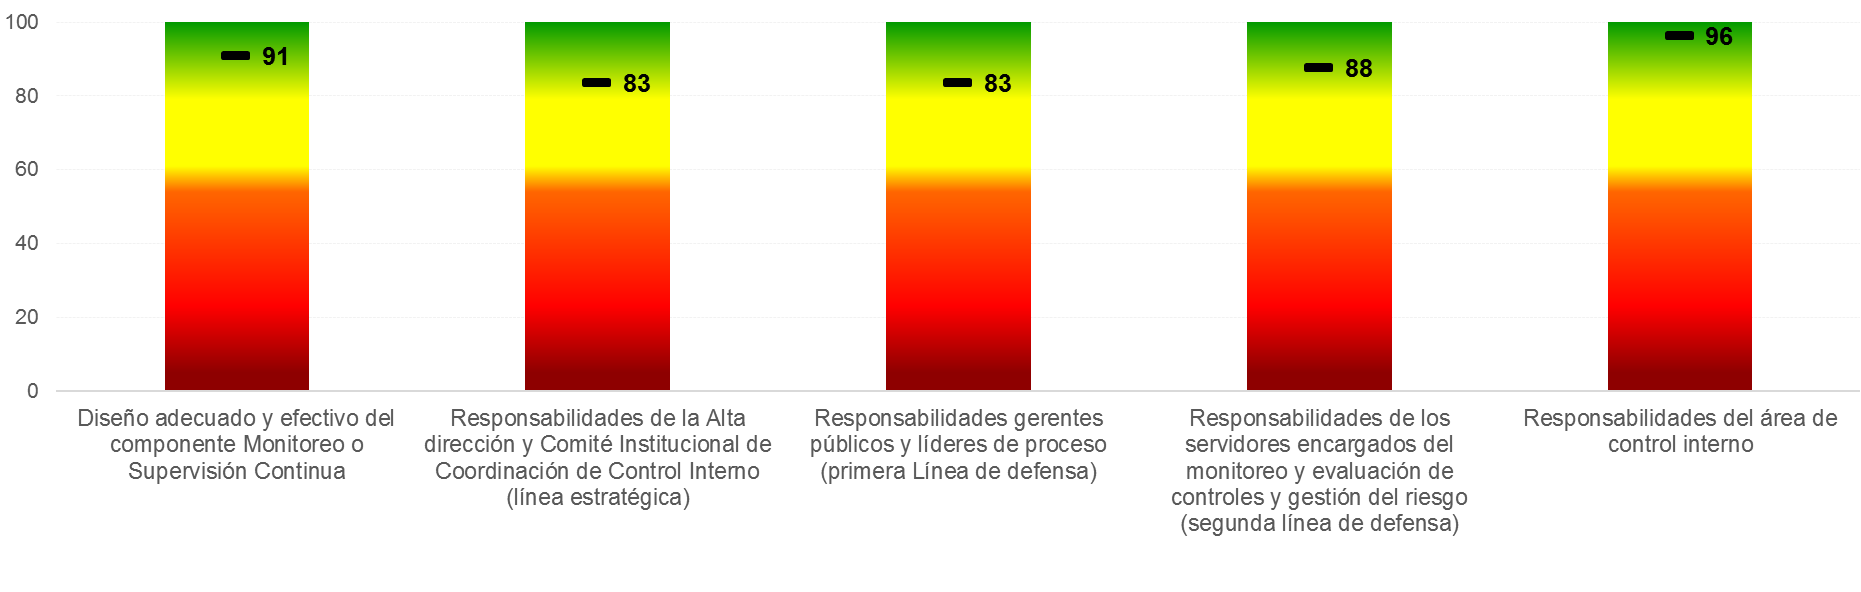 100
80
60
40
20
0
91
83
83
88
96
Diseño adecuado y efectivo del
componente Monitoreo o
Supervisión Continua
Responsabilidades de la Alta
dirección y Comité Institucional de
Coordinación de Control Interno
(línea estratégica)
Responsabilidades gerentes
públicos y líderes de proceso
(primera Línea de defensa)
Responsabilidades de los
servidores encargados del
monitoreo y evaluación de
controles y gestión del riesgo
(segunda línea de defensa)
Responsabilidades del área de
control interno